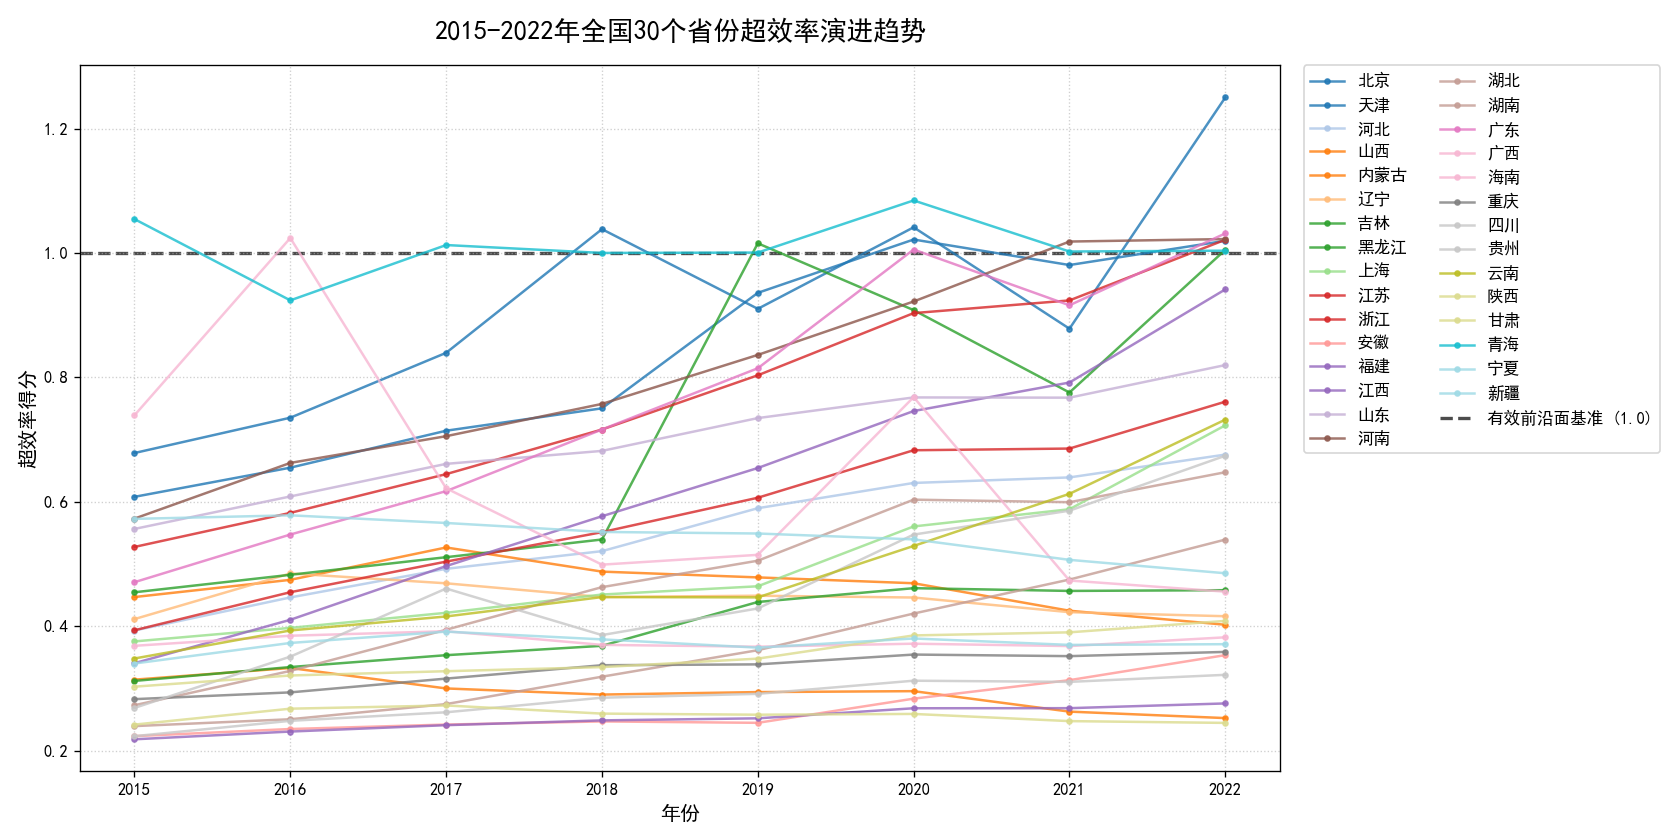 2015-2022年全国30个省份超效率演进趋势
超效率得分
1.2
1.0
0.8
0.6
0.4
0.2
2015
2016
2017
2018
2019
2020
2021
2022
年份
北京
天津
河北
山西
内蒙古
辽宁
吉林
黑龙江
上海
江苏
浙江
安徽
福建
江西
山东
河南
湖北
湖南
广东
广西
海南
重庆
四川
贵州
云南
陕西
甘肃
青海
宁夏
新疆
有效前沿面基准 (1.0)